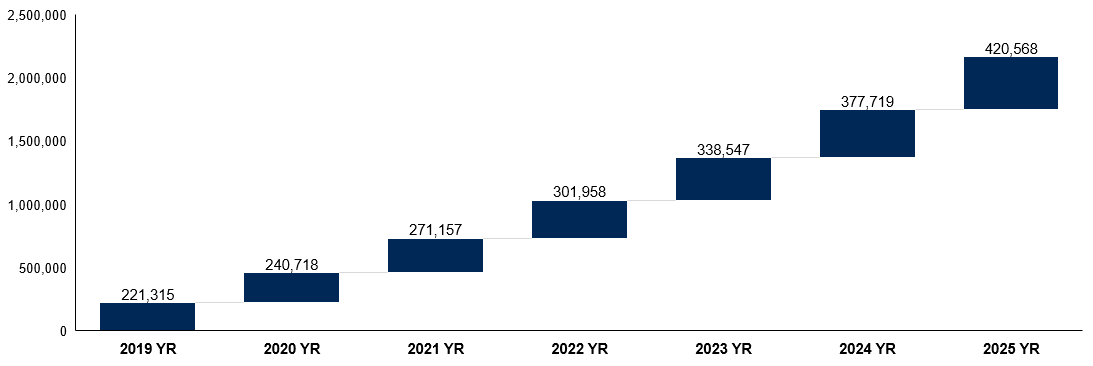 2,500,000
2,000,000
1,500,000
1,000,000
500,000
0
221,315
240,718
271,157
301,958
338,547
377,719
420,568
2019 YR
2020 YR
2021 YR
2022 YR
2023 YR
2024 YR
2025 YR